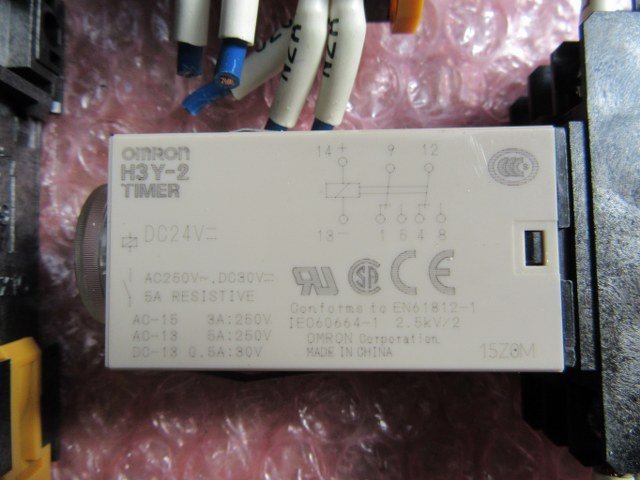 OMRON
H3Y-2
TIMER
14 + 9 12
13 - 1 5 4 8
DC24V
AC250V~, DC30V
5A RESISTIVE
AC-15 3A:250V
AC-13 5A:250V
DC-13 0.5A:30V
CCC
CE
Conforms to EN61812-1
IEC60664-1 2.5kV/2
OMRON Corporation
MADE IN CHINA